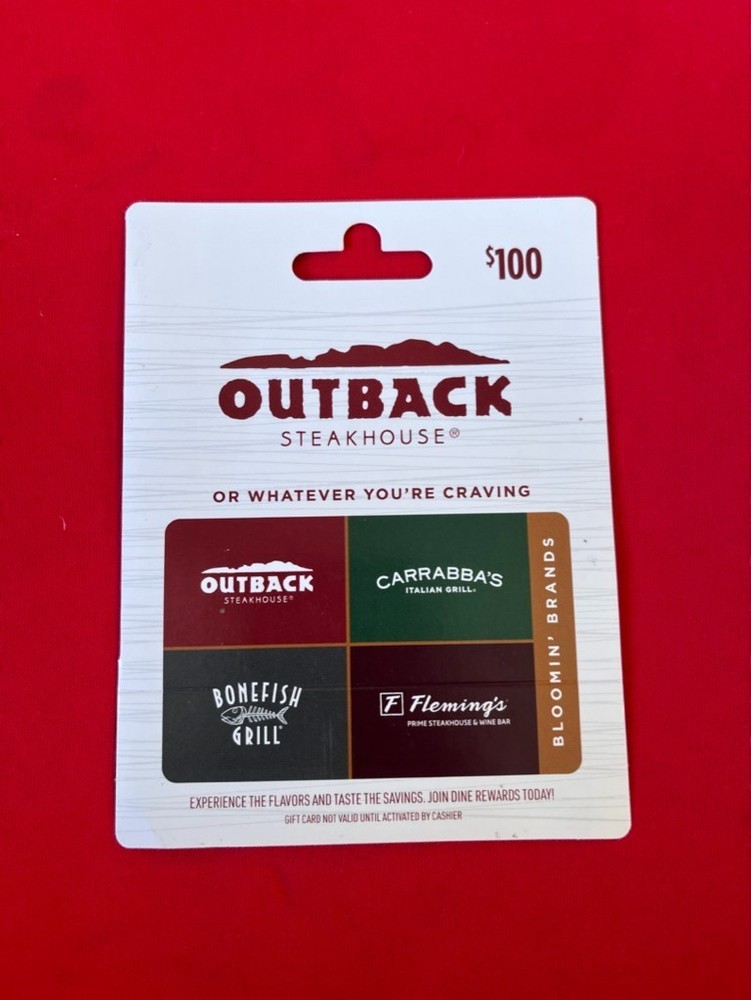 $100
OUTBACK
STEAKHOUSE®
OR WHATEVER YOU'RE CRAVING
OUTBACK
STEAKHOUSE®
CARRABBA'S
ITALIAN GRILL®
BONEFISH
GRILL®
F Fleming's
PRIME STEAKHOUSE & WINE BAR
BLOOMIN' BRANDS
EXPERIENCE THE FLAVORS AND TASTE THE SAVINGS. JOIN DINE REWARDS TODAY!
GIFT CARD NOT VALID UNTIL ACTIVATED BY CASHIER